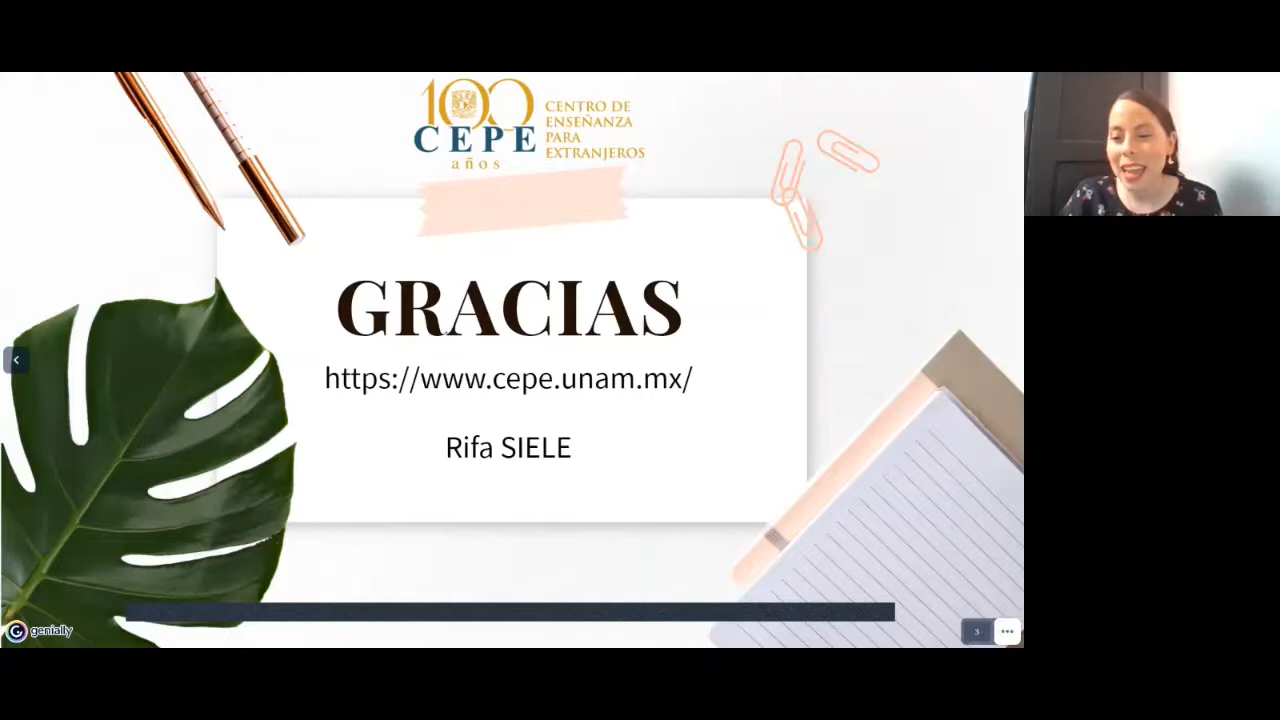 100
CEPE
años
CENTRO DE
ENSEÑANZA
PARA
EXTRANJEROS
GRACIAS
https://www.cepe.unam.mx/
Rifa SIELE
genially
3